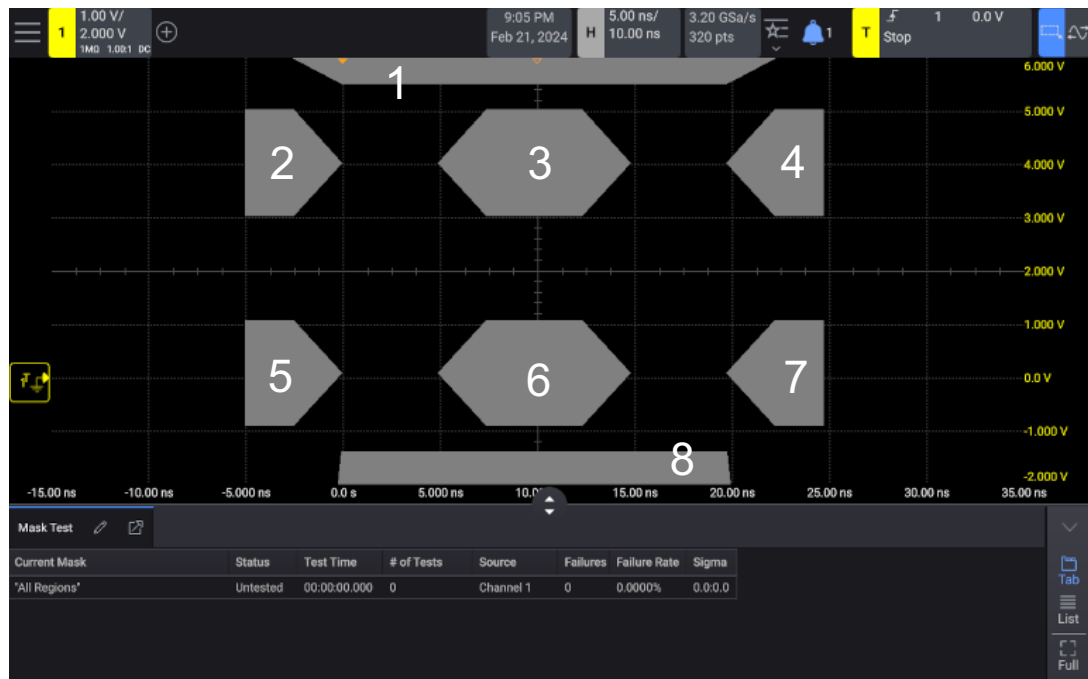 1
1.00 V/
2.000 V
1MΩ 1.00:1 DC
9:05 PM
Feb 21, 2024
H
5.00 ns/
10.00 ns
3.20 GSa/s
320 pts
1
T
1
0.0 V
Stop
6.000 V
1
5.000 V
2
3
4
4.000 V
3.000 V
2.000 V
1.000 V
5
6
7
0.0 V
-1.000 V
8
-2.000 V
-15.00 ns
-10.00 ns
-5.000 ns
0.0 s
5.000 ns
15.00 ns
20.00 ns
25.00 ns
30.00 ns
35.00 ns
Mask Test
Current Mask Status Test Time # of Tests Source Failures Failure Rate Sigma
"All Regions" Untested 00:00:00.000 0 Channel 1 0 0.0000% 0.0:0.0
Tab
List
Full